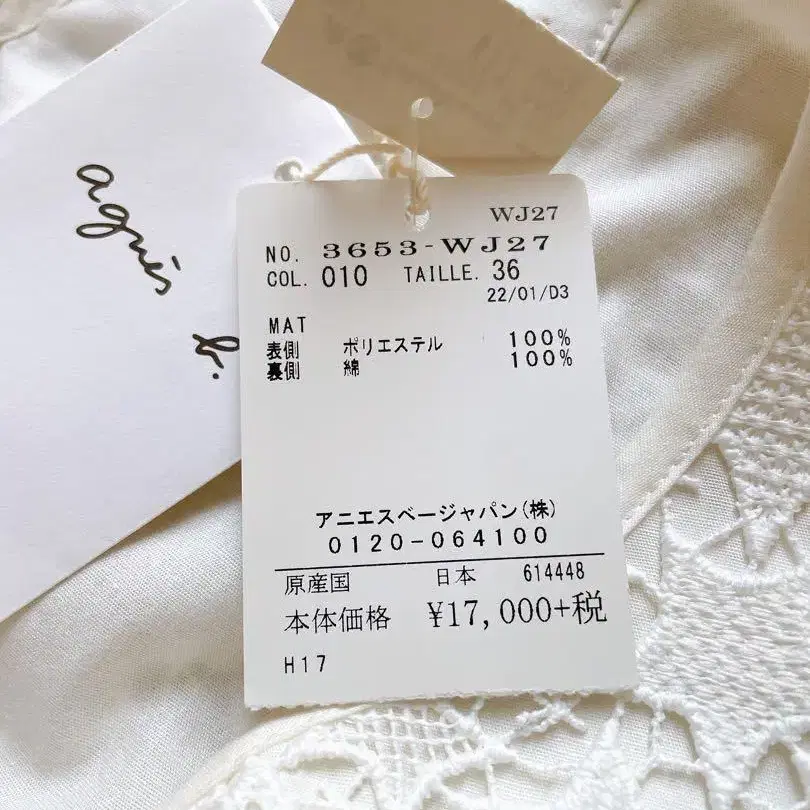 agnès b.
WJ27
NO. 3653-WJ27
COL. 010 TAILLE. 36
22/01/D3
MAT
表側 ポリエステル 100%
裏側 綿 100%
アニエスベージャパン(株)
0120-064100
原産国 日本 614448
本体価格 ¥17,000+税
H17